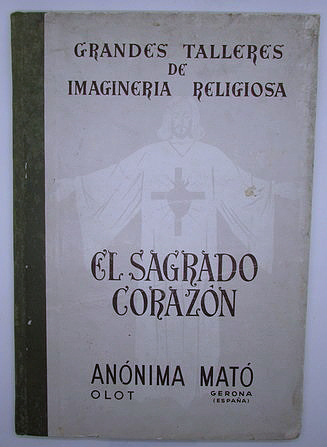 GRANDES TALLERES
DE
IMAGINERIA RELIGIOSA
EL SAGRADO
CORAZÓN
ANÓNIMA MATÓ
OLOT GERONA
(ESPAÑA)